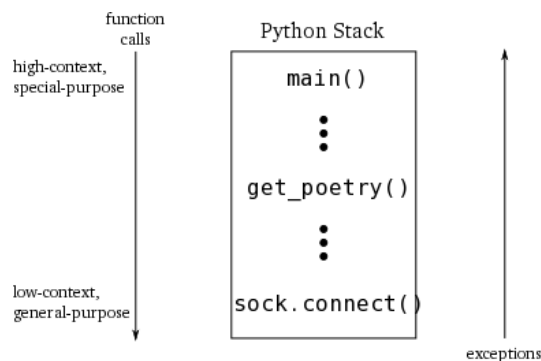 function
calls
Python Stack
high-context,
special-purpose
main()
get_poetry()
low-context,
general-purpose
sock.connect()
exceptions